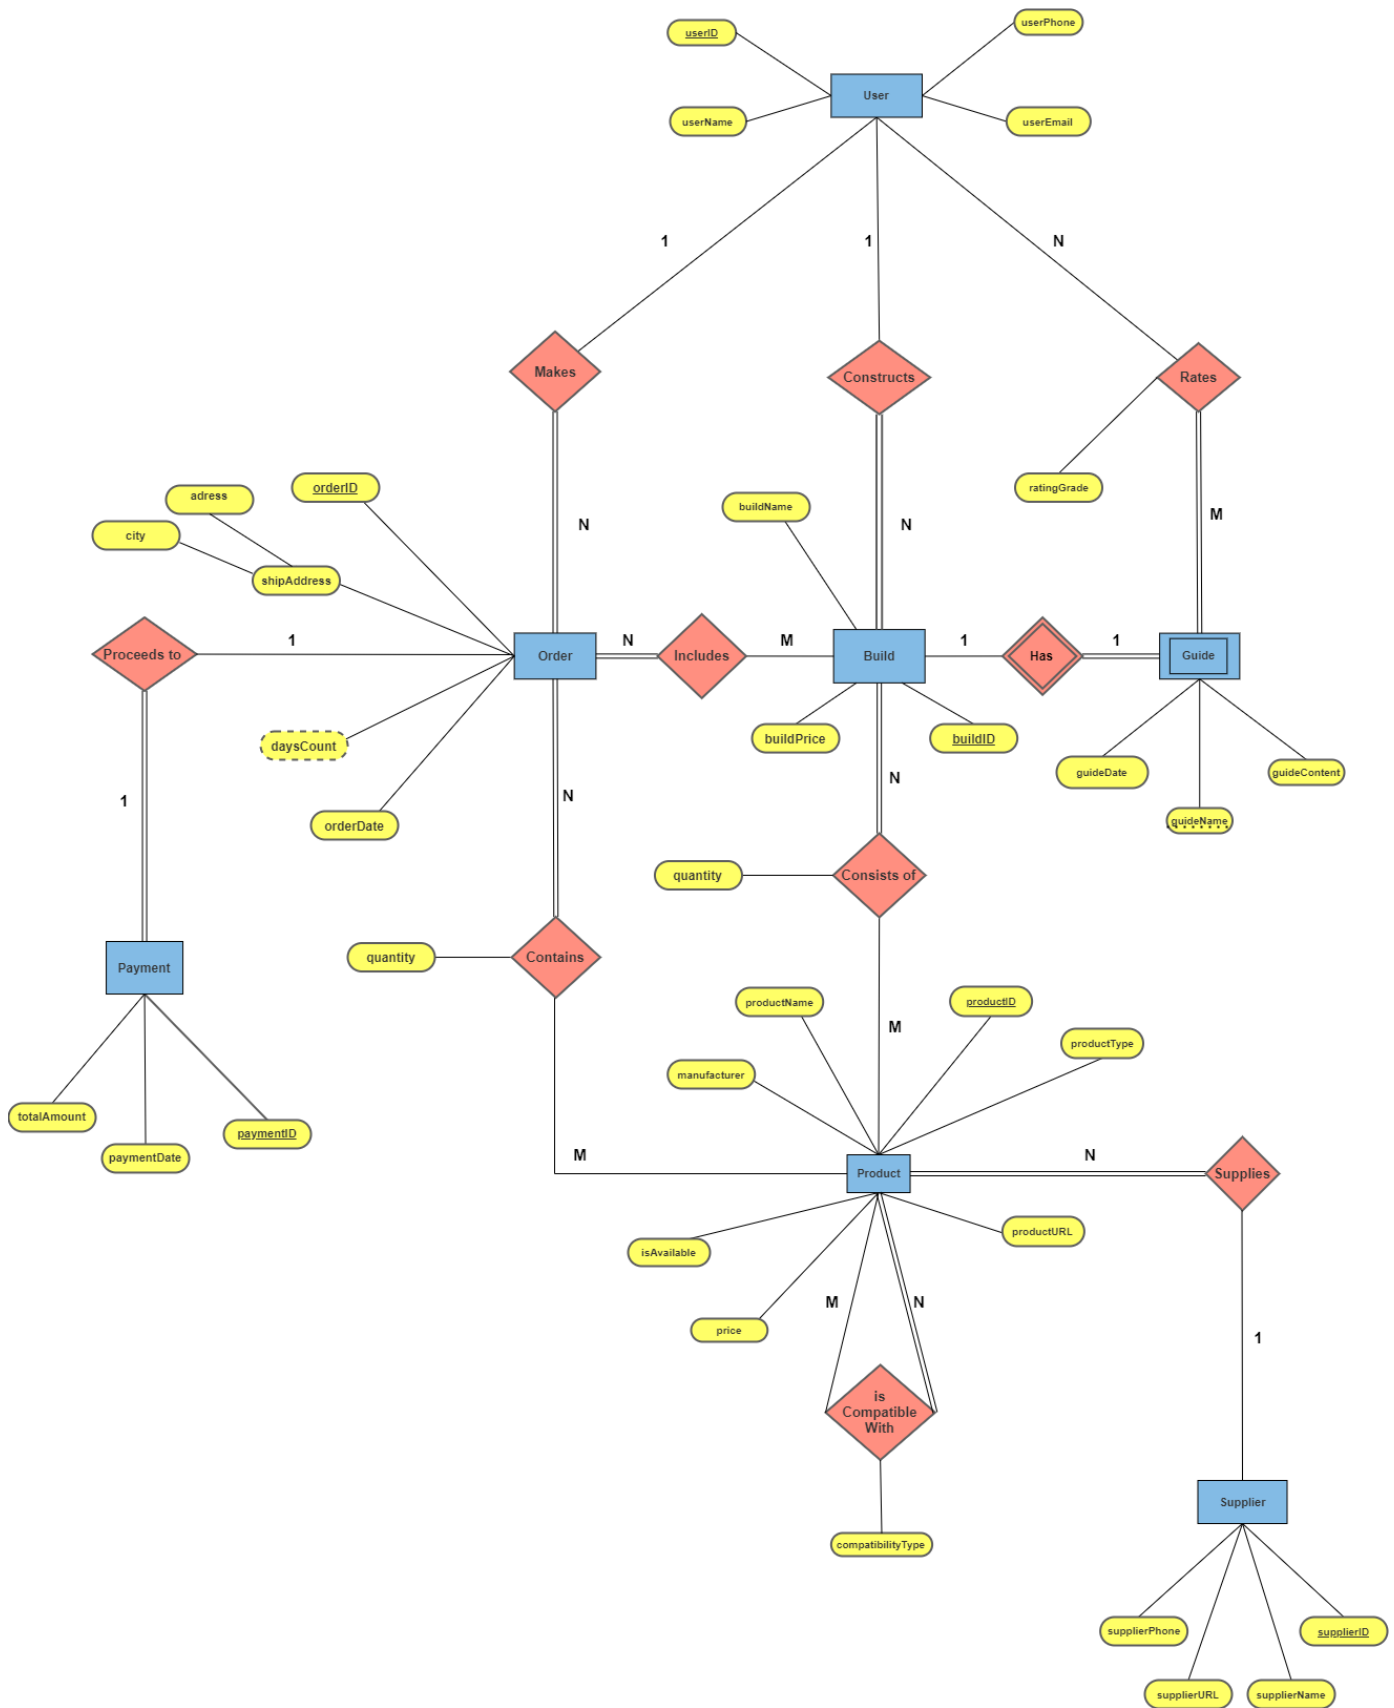 userPhone
userID
User
userName
userEmail
1
1
N
Makes
Constructs
Rates
ratingGrade
orderID
adress
buildName
city
N
N
M
shipAddress
Proceeds to
1
Order
N
Includes
M
Build
1
Has
1
Guide
daysCount
buildPrice
buildID
guideDate
guideContent
N
N
1
orderDate
guideName
quantity
Consists of
quantity
Contains
Payment
productName
productID
M
productType
manufacturer
totalAmount
paymentDate
paymentID
M
Product
N
Supplies
isAvailable
productURL
M
N
price
1
is
Compatible
With
Supplier
compatibilityType
supplierPhone
supplierID
supplierURL
supplierName